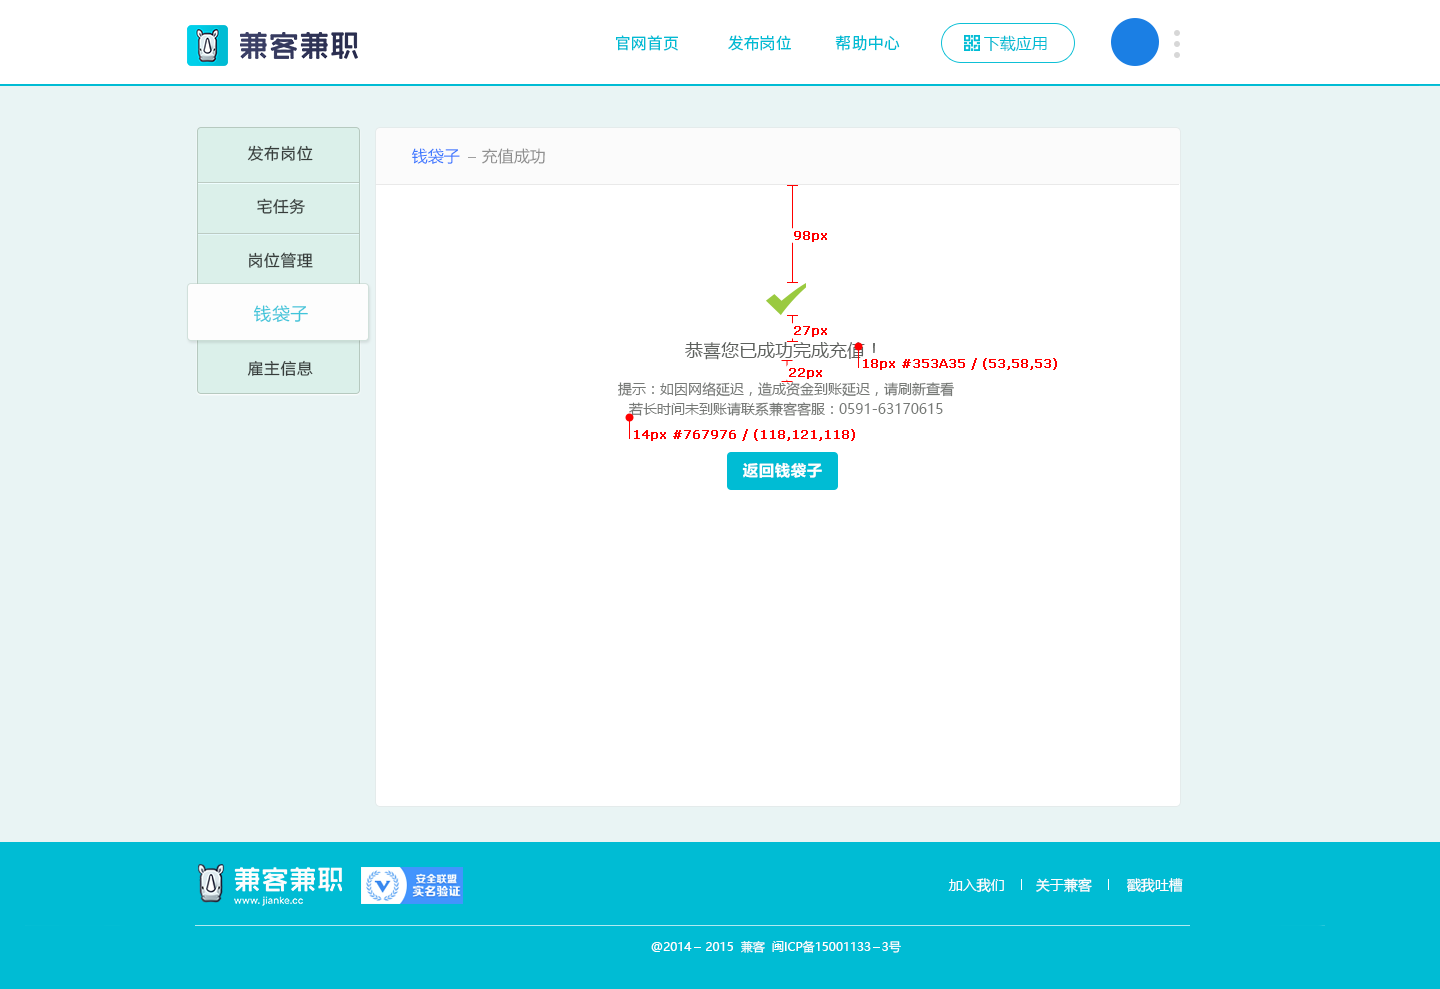 兼客兼职
官网首页
发布岗位
帮助中心
下载应用
发布岗位
宅任务
岗位管理
钱袋子
雇主信息
钱袋子 – 充值成功
98px
27px
恭喜您已成功完成充值！
18px #353A35 / (53,58,53)
22px
提示：如因网络延迟，造成资金到账延迟，请刷新查看
若长时间未到账请联系兼客客服：0591-63170615
14px #767976 / (118,121,118)
返回钱袋子
兼客兼职
www.jianke.cc
安全联盟
实名验证
加入我们
关于兼客
戳我吐槽
@2014 – 2015 兼客 闽ICP备15001133–3号